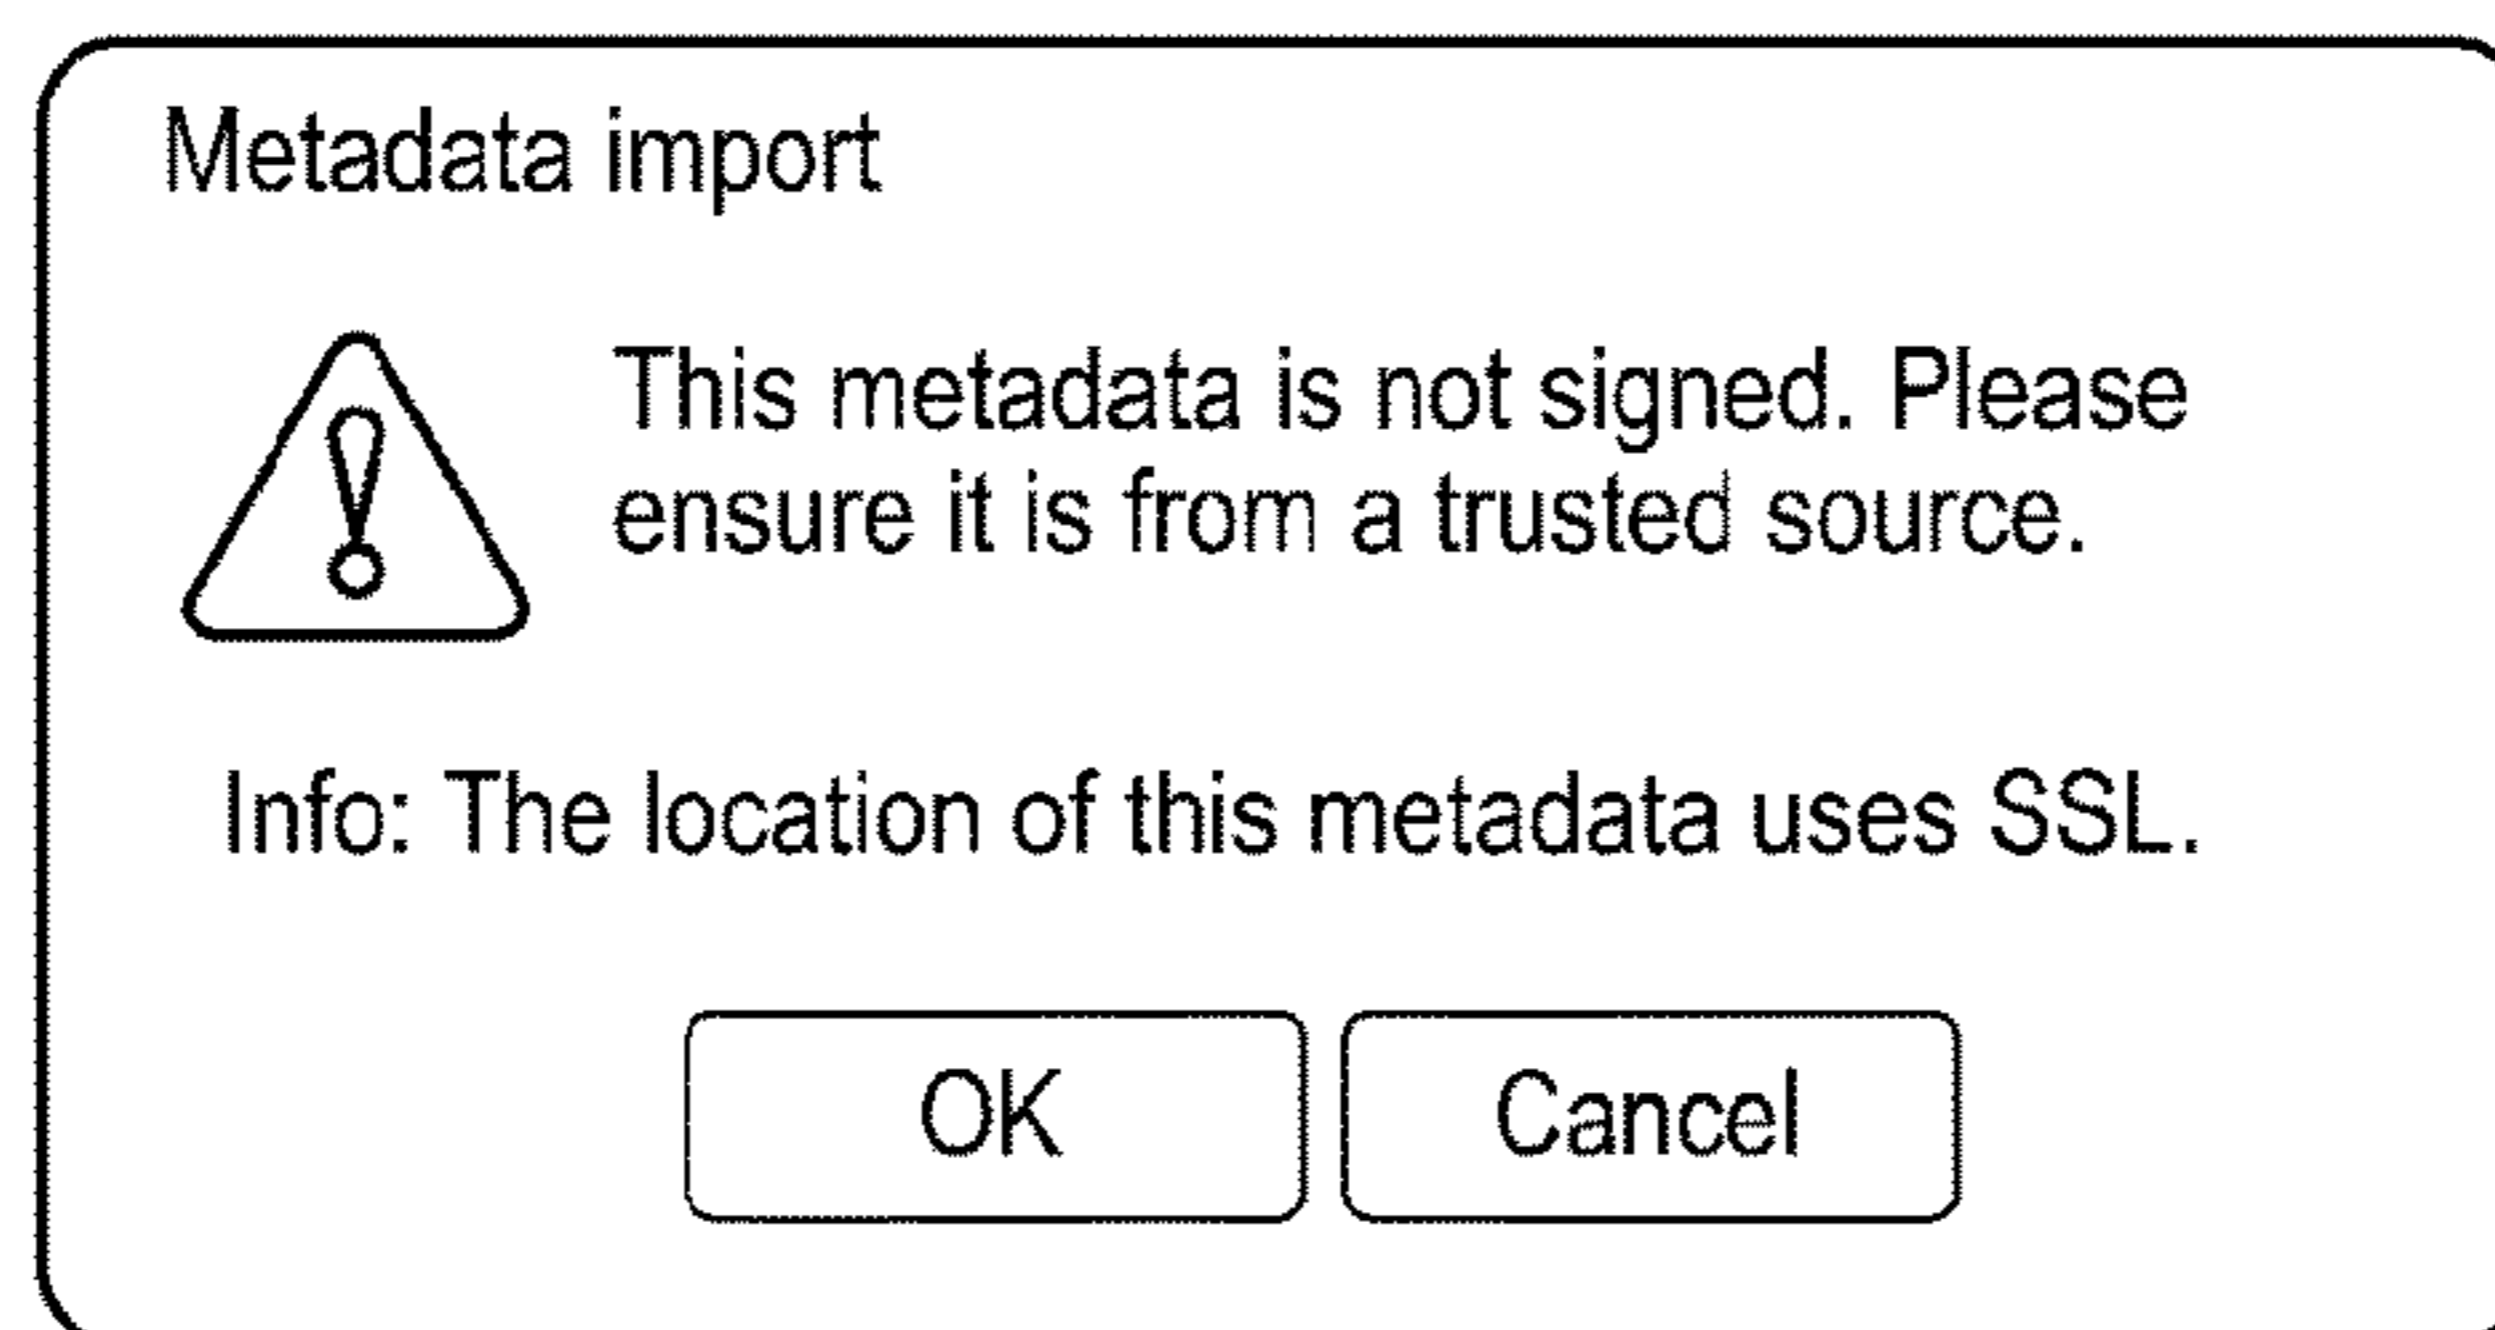 Metadata import
This metadata is not signed. Please
ensure it is from a trusted source.
Info: The location of this metadata uses SSL.
OK
Cancel